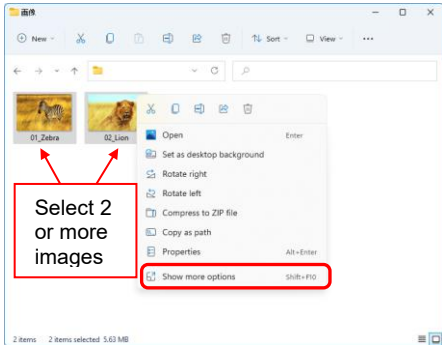 画像
New
Sort
View
01_Zebra
02_Lion
Open Enter
Set as desktop background
Rotate right
Rotate left
Compress to ZIP file
Copy as path
Properties Alt+Enter
Show more options Shift+F10
Select 2
or more
images
2 items 2 items selected 5.63 MB